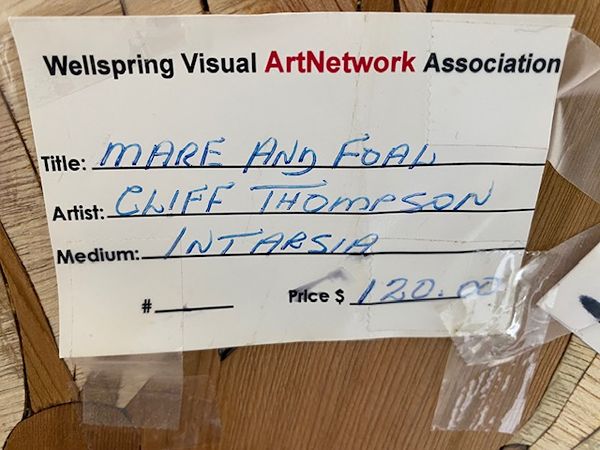 Wellspring Visual ArtNetwork Association
Title: MARE AND FOAL
Artist: CLIFF THOMPSON
Medium: INTARSIA
# Price $ 120.00